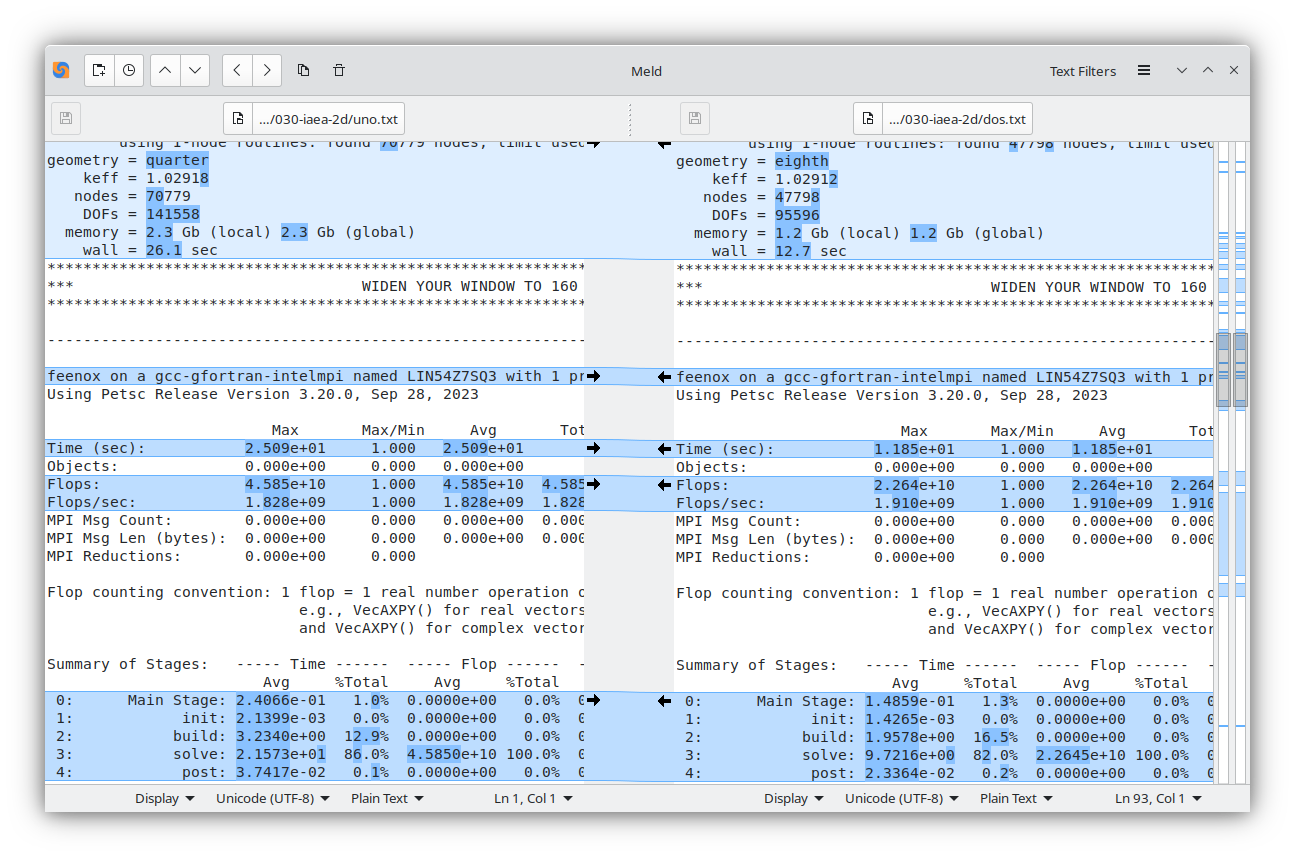 Meld
Text Filters
.../030-iaea-2d/uno.txt
.../030-iaea-2d/dos.txt
using I-node routines: found 70779 nodes, limit used
geometry = quarter
keff = 1.02918
nodes = 70779
DOFs = 141558
memory = 2.3 Gb (local) 2.3 Gb (global)
wall = 26.1 sec
************************************************************
*** WIDEN YOUR WINDOW TO 160
************************************************************
------------------------------------------------------------
feenox on a gcc-gfortran-intelmpi named LIN54Z7SQ3 with 1 pr
Using Petsc Release Version 3.20.0, Sep 28, 2023
Max Max/Min Avg Tot
Time (sec): 2.509e+01 1.000 2.509e+01
Objects: 0.000e+00 0.000 0.000e+00
Flops: 4.585e+10 1.000 4.585e+10 4.585
Flops/sec: 1.828e+09 1.000 1.828e+09 1.828
MPI Msg Count: 0.000e+00 0.000 0.000e+00 0.000
MPI Msg Len (bytes): 0.000e+00 0.000 0.000e+00 0.000
MPI Reductions: 0.000e+00 0.000
Flop counting convention: 1 flop = 1 real number operation o
e.g., VecAXPY() for real vectors
and VecAXPY() for complex vector
Summary of Stages: ----- Time ------ ----- Flop ------ -
Avg %Total Avg %Total
0: Main Stage: 2.4066e-01 1.0% 0.0000e+00 0.0% 0
1: init: 2.1399e-03 0.0% 0.0000e+00 0.0% 0
2: build: 3.2340e+00 12.9% 0.0000e+00 0.0% 0
3: solve: 2.1573e+01 86.0% 4.5850e+10 100.0% 0
4: post: 3.7417e-02 0.1% 0.0000e+00 0.0% 0
using I-node routines: found 47798 nodes, limit used
geometry = eighth
keff = 1.02912
nodes = 47798
DOFs = 95596
memory = 1.2 Gb (local) 1.2 Gb (global)
wall = 12.7 sec
************************************************************
*** WIDEN YOUR WINDOW TO 160
************************************************************
------------------------------------------------------------
feenox on a gcc-gfortran-intelmpi named LIN54Z7SQ3 with 1 pr
Using Petsc Release Version 3.20.0, Sep 28, 2023
Max Max/Min Avg Tot
Time (sec): 1.185e+01 1.000 1.185e+01
Objects: 0.000e+00 0.000 0.000e+00
Flops: 2.264e+10 1.000 2.264e+10 2.264
Flops/sec: 1.910e+09 1.000 1.910e+09 1.910
MPI Msg Count: 0.000e+00 0.000 0.000e+00 0.000
MPI Msg Len (bytes): 0.000e+00 0.000 0.000e+00 0.000
MPI Reductions: 0.000e+00 0.000
Flop counting convention: 1 flop = 1 real number operation o
e.g., VecAXPY() for real vectors
and VecAXPY() for complex vector
Summary of Stages: ----- Time ------ ----- Flop ------ -
Avg %Total Avg %Total
0: Main Stage: 1.4859e-01 1.3% 0.0000e+00 0.0% 0
1: init: 1.4265e-03 0.0% 0.0000e+00 0.0% 0
2: build: 1.9578e+00 16.5% 0.0000e+00 0.0% 0
3: solve: 9.7216e+00 82.0% 2.2645e+10 100.0% 0
4: post: 2.3364e-02 0.2% 0.0000e+00 0.0% 0
Display Unicode (UTF-8) Plain Text Ln 1, Col 1
Display Unicode (UTF-8) Plain Text Ln 93, Col 1